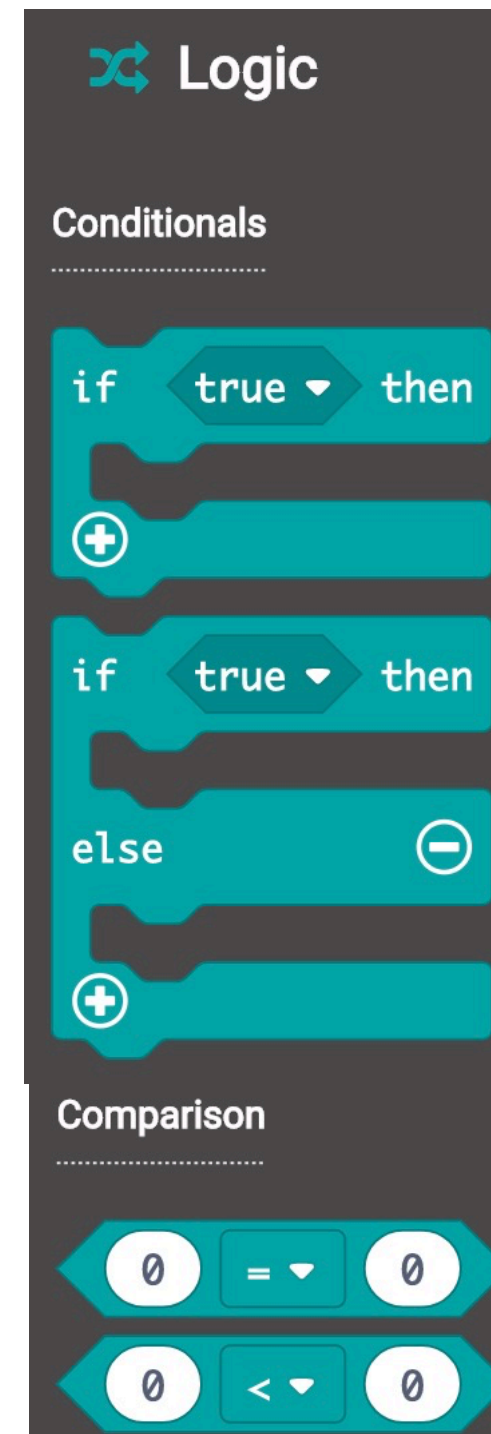 Logic
Conditionals
if true then
if true then
else
Comparison
0 = 0
0 < 0